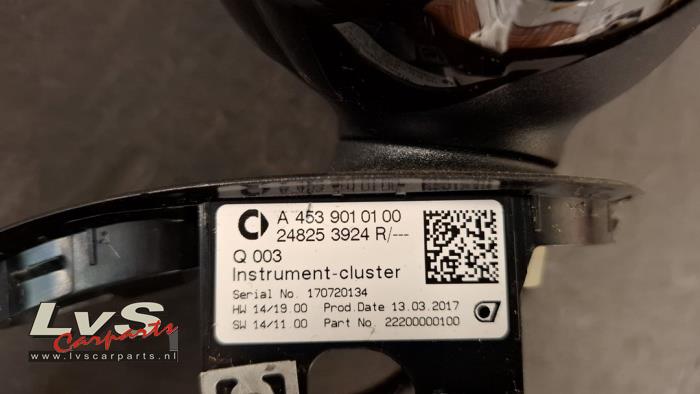 A 453 901 01 00
24825 3924 R/---
Q 003
Instrument-cluster
Serial No. 170720134
HW 14/19.00 Prod.Date 13.03.2017
SW 14/11.00 Part No. 22200000100
LvS
Carparts
www.lvscarparts.nl